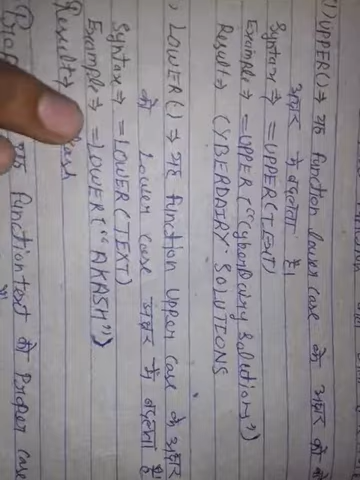 (1) UPPER() ⇒ यह function lower case के अक्षर को
अक्षर में बदलता है।
Syntax ⇒ =UPPER(TEXT)
Example ⇒ =UPPER("Cyberdairy Solutions")
Result ⇒ CYBERDAIRY SOLUTIONS
LOWER() ⇒ यह function upper case के अक्षर
को Lower case अक्षर में बदलता है
Syntax ⇒ =LOWER(TEXT)
Example ⇒ =LOWER("AKASH")
Result ⇒
यह function text को Proper case